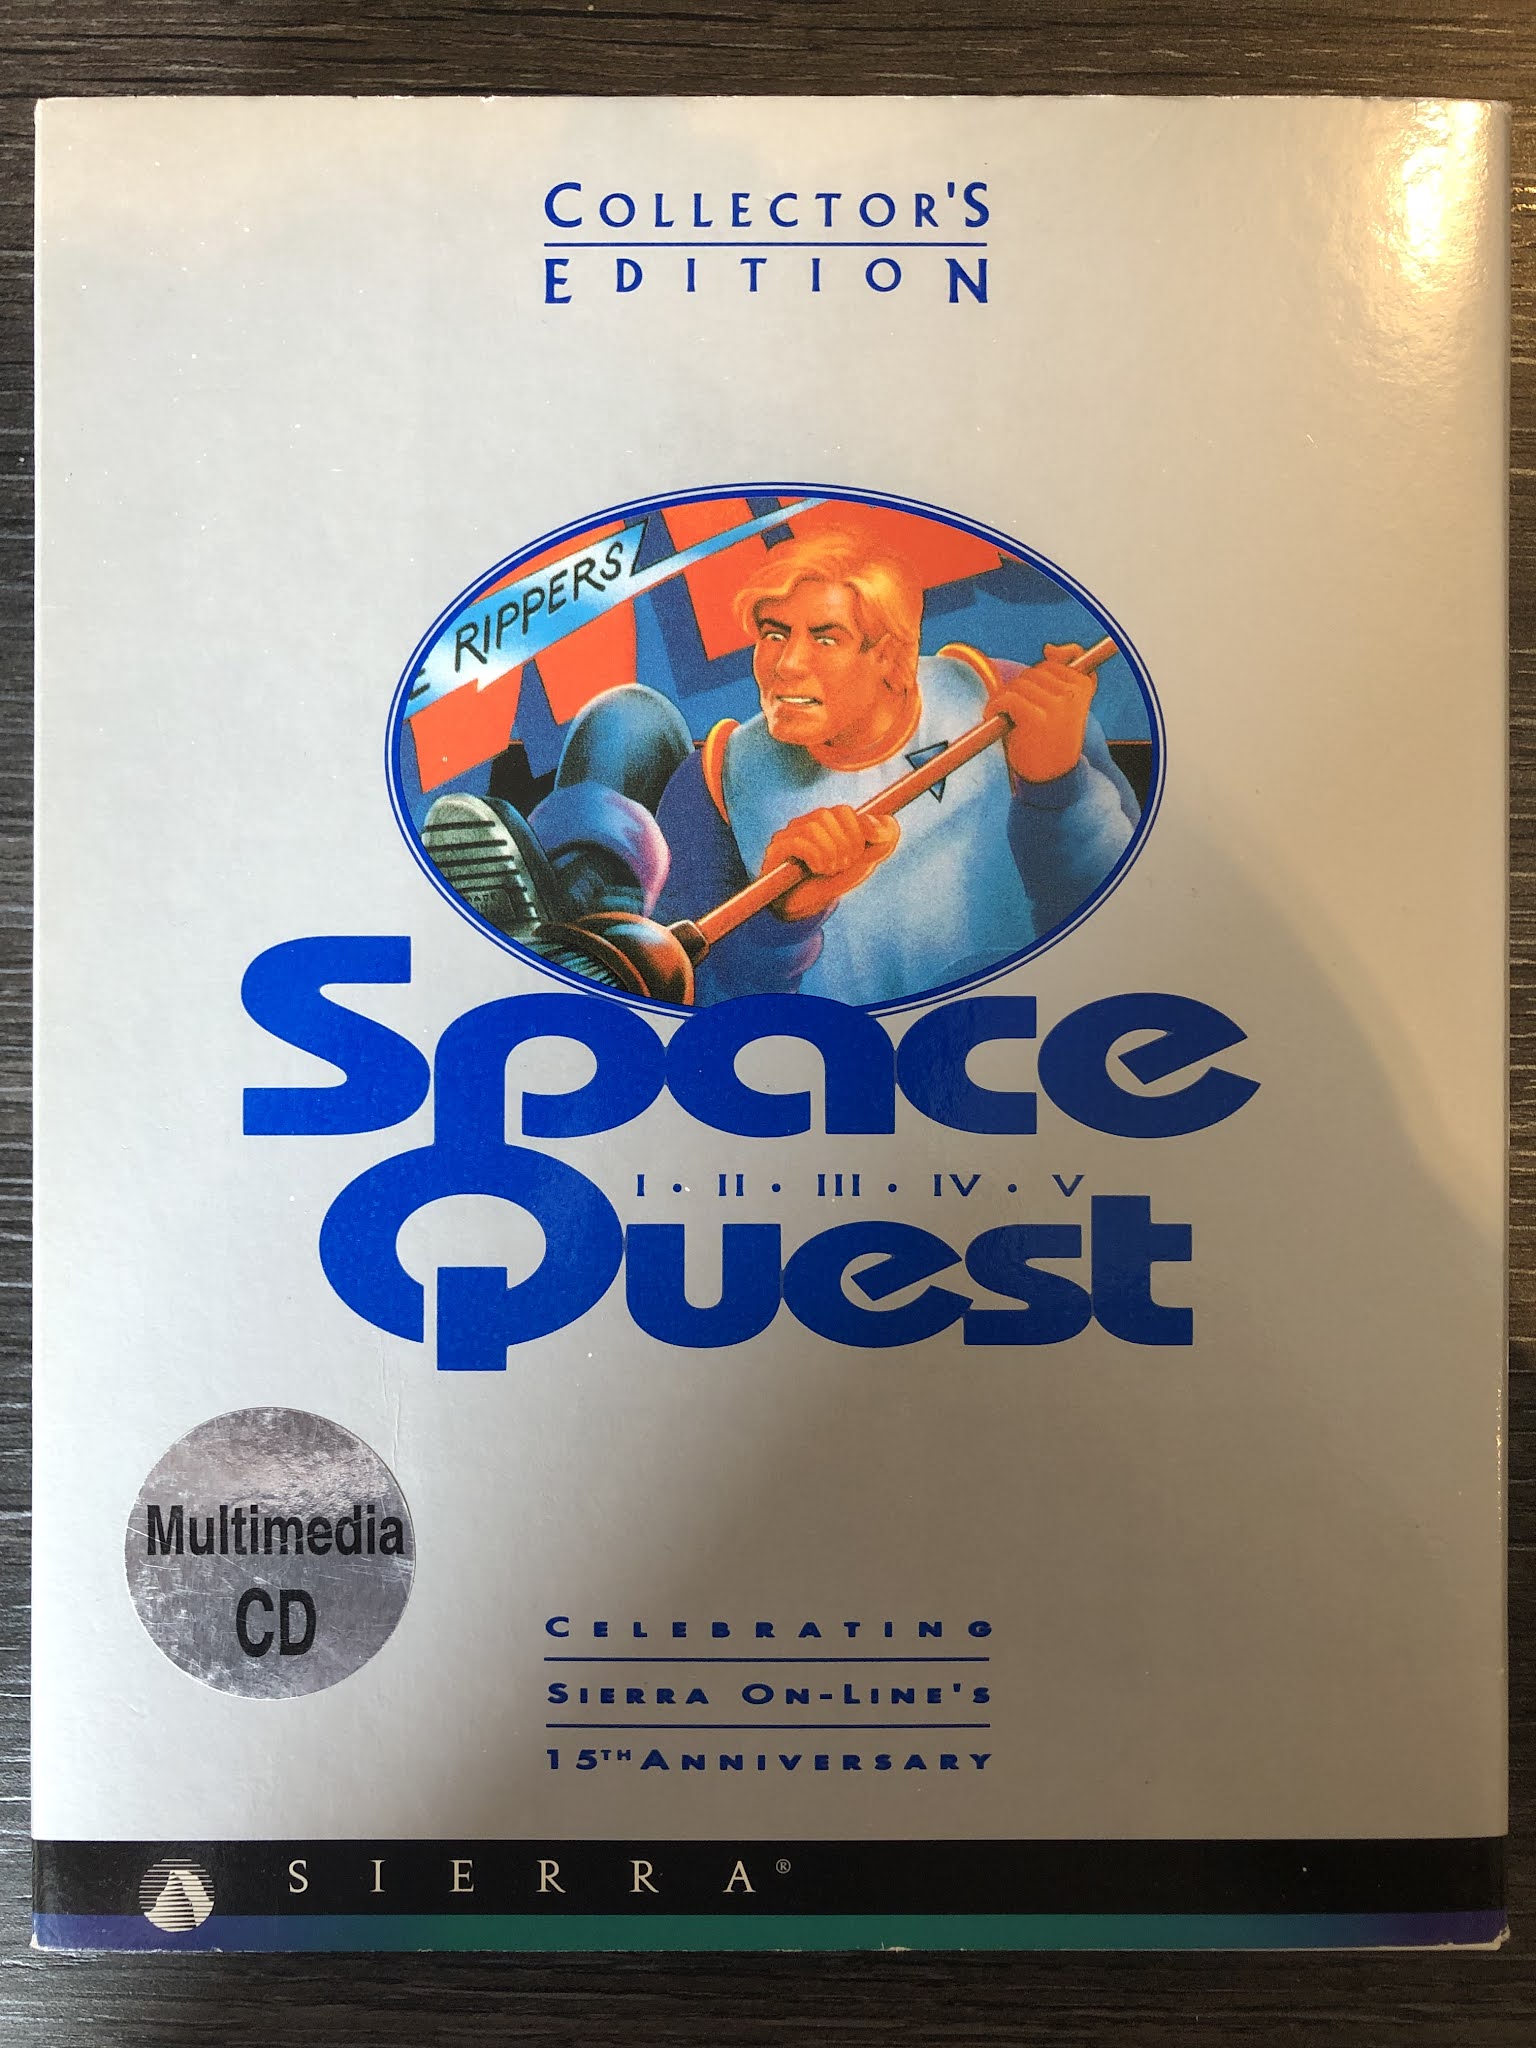 COLLECTOR'S
EDITION
E RIPPERS
Space
I • II • III • IV • V
Quest
Multimedia
CD
CELEBRATING
SIERRA ON-LINE'S
15TH ANNIVERSARY
SIERRA®